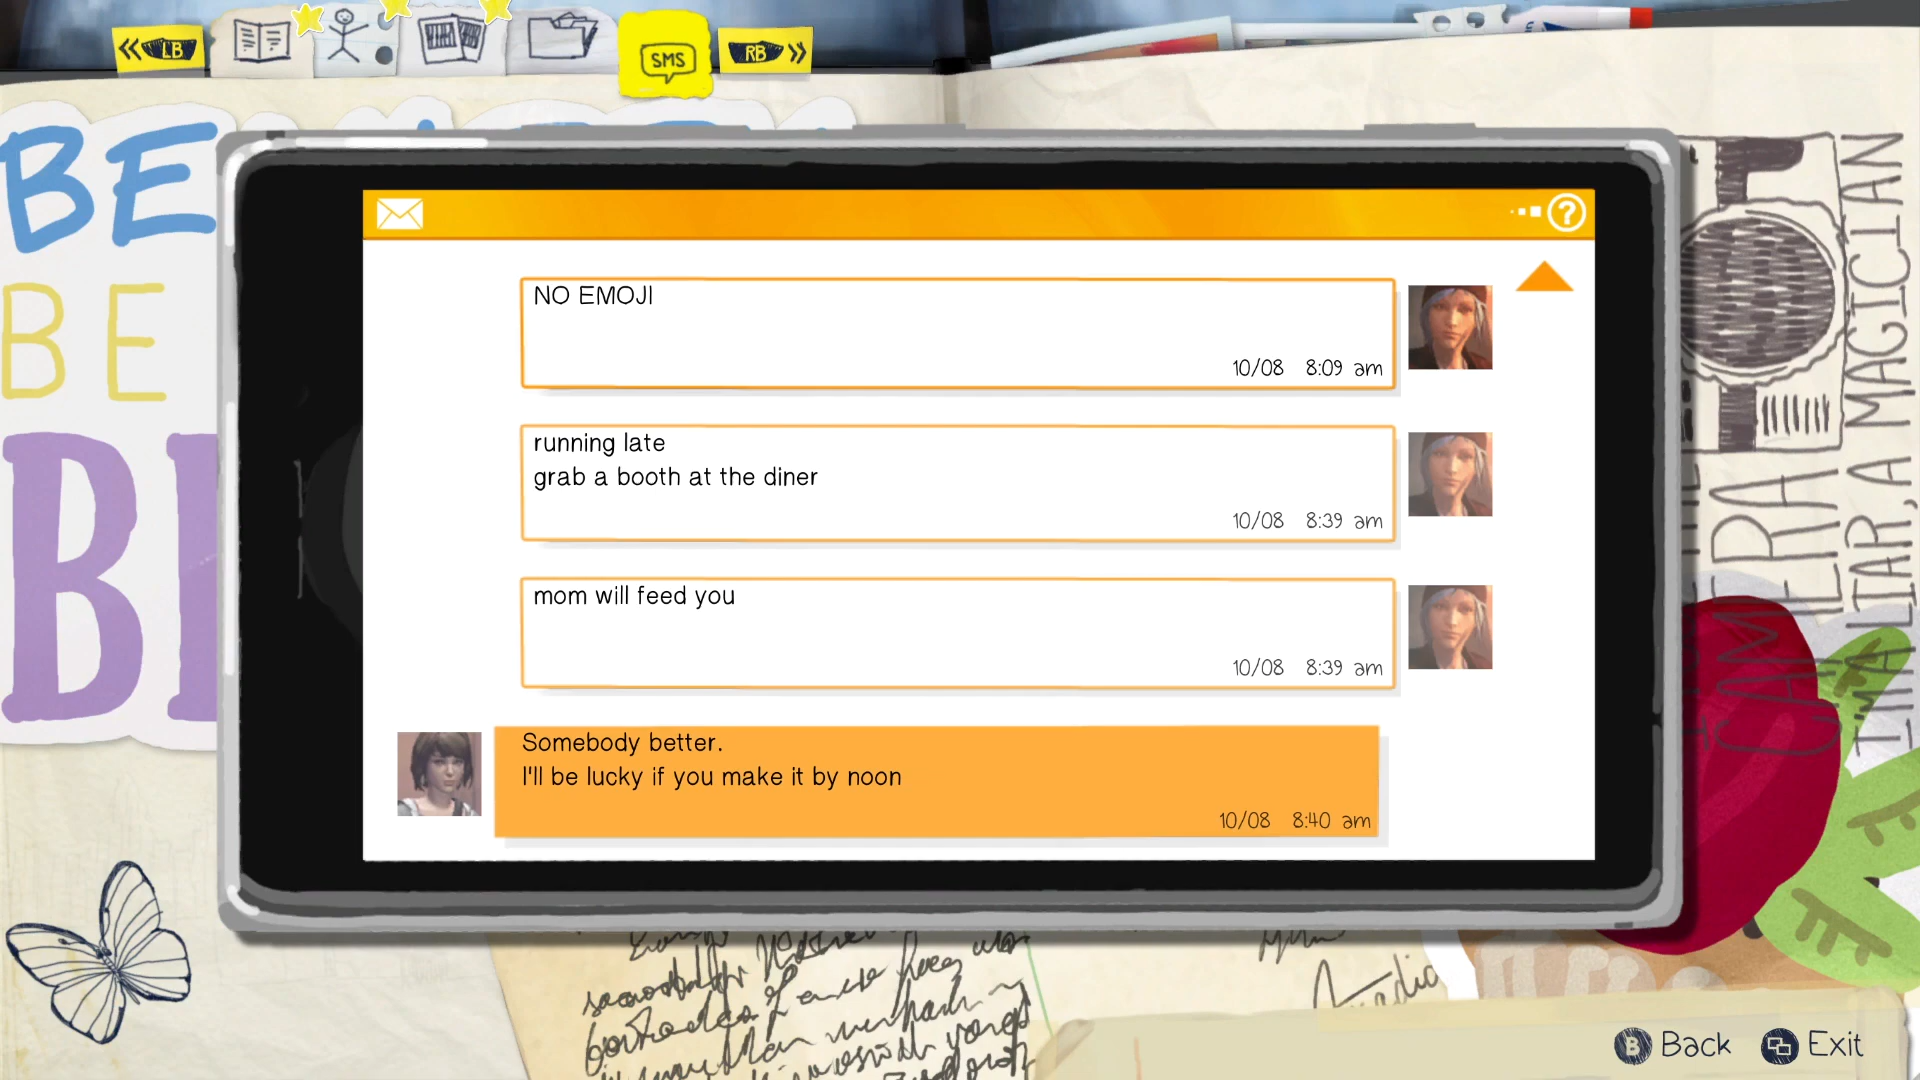 LB
SMS
RB
BE
BE
NO EMOJI
10/08 8:09 am
running late
grab a booth at the diner
10/08 8:39 am
mom will feed you
10/08 8:39 am
Somebody better.
I'll be lucky if you make it by noon
10/08 8:40 am
CAMERA
LIAR, A MAGICIAN
B Back
Exit